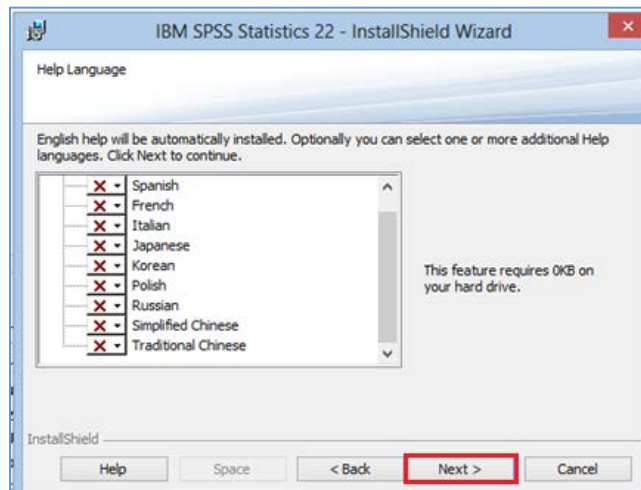 IBM SPSS Statistics 22 - InstallShield Wizard
Help Language
English help will be automatically installed. Optionally you can select one or more additional Help
languages. Click Next to continue.
Spanish
French
Italian
Japanese
Korean
Polish
Russian
Simplified Chinese
Traditional Chinese
This feature requires 0KB on
your hard drive.
InstallShield
Help
Space
< Back
Next >
Cancel